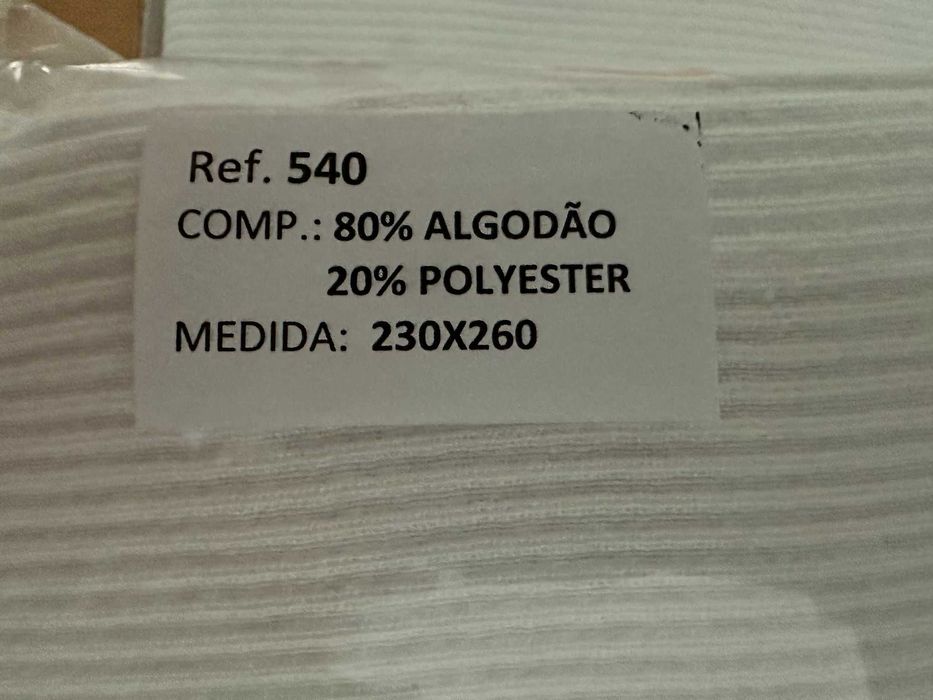 Ref. 540
COMP.: 80% ALGODÃO
20% POLYESTER
MEDIDA: 230X260